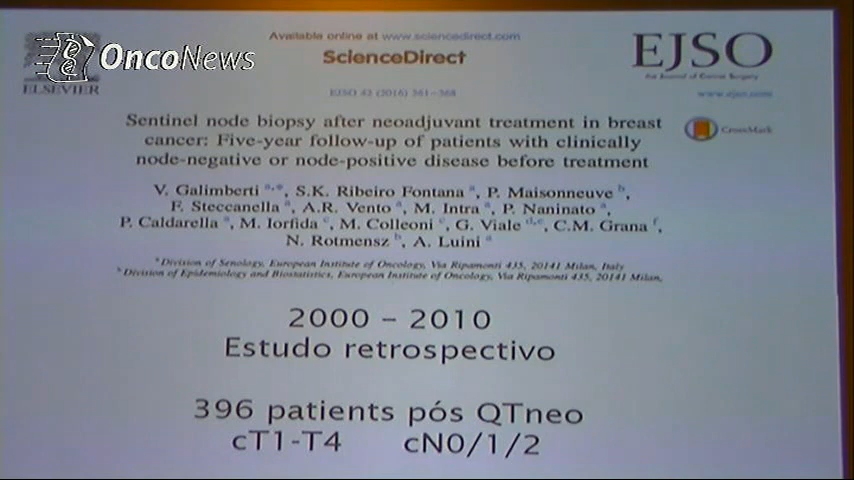 OncoNews
ELSEVIER
Available online at www.sciencedirect.com
ScienceDirect
EJSO 42 (2016) 361–368
EJSO
the Journal of Cancer Surgery
www.ejso.com
CrossMark
Sentinel node biopsy after neoadjuvant treatment in breast
cancer: Five-year follow-up of patients with clinically
node-negative or node-positive disease before treatment
V. Galimberti a,*, S.K. Ribeiro Fontana a, P. Maisonneuve b,
F. Steccanella a, A.R. Vento a, M. Intra a, P. Naninato a,
P. Caldarella a, M. Iorfida c, M. Colleoni c, G. Viale d,e, C.M. Grana f,
N. Rotmensz b, A. Luini a
a Division of Senology, European Institute of Oncology, Via Ripamonti 435, 20141 Milan, Italy
b Division of Epidemiology and Biostatistics, European Institute of Oncology, Via Ripamonti 435, 20141 Milan,
2000 – 2010
Estudo retrospectivo
396 patients pós QTneo
cT1-T4 cN0/1/2